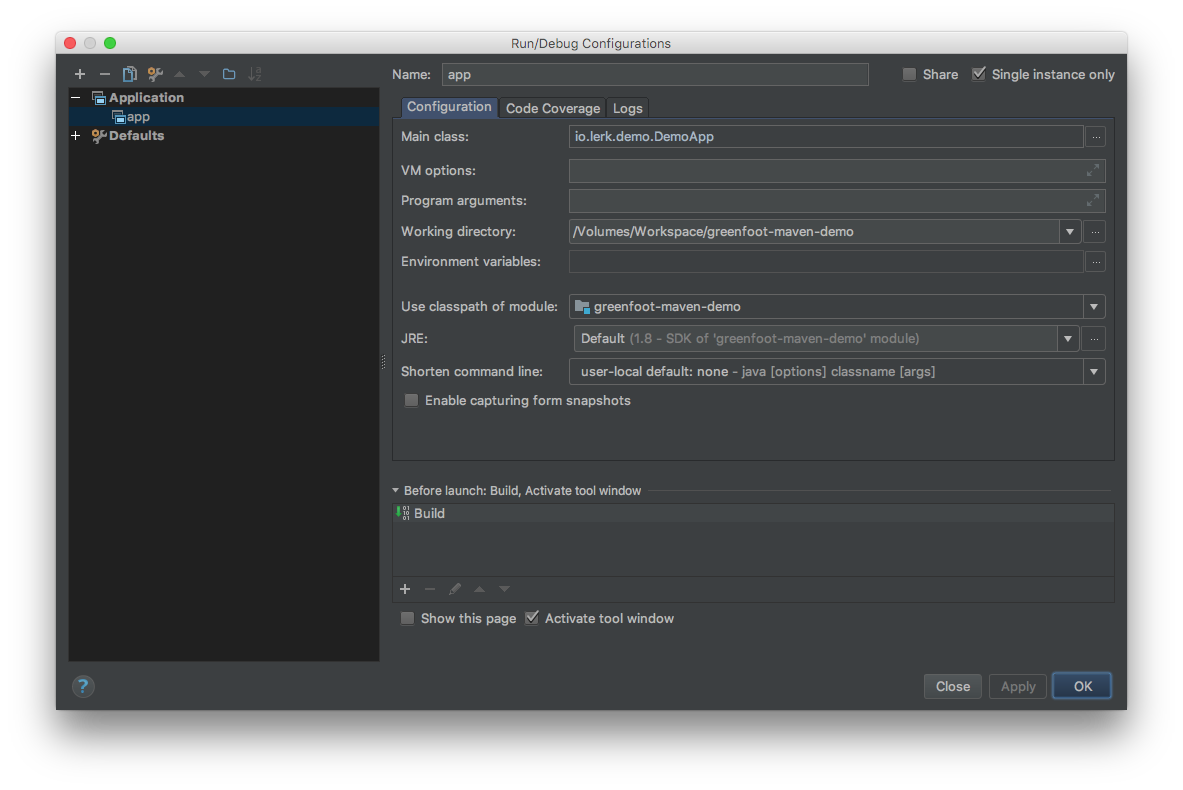 Run/Debug Configurations
Name: app Share Single instance only
Application
app
Defaults
Configuration Code Coverage Logs
Main class: io.lerk.demo.DemoApp ...
VM options:
Program arguments:
Working directory: /Volumes/Workspace/greenfoot-maven-demo ...
Environment variables: ...
Use classpath of module: greenfoot-maven-demo
JRE: Default (1.8 - SDK of 'greenfoot-maven-demo' module) ...
Shorten command line: user-local default: none - java [options] classname [args]
Enable capturing form snapshots
Before launch: Build, Activate tool window
Build
Show this page Activate tool window
? Close Apply OK